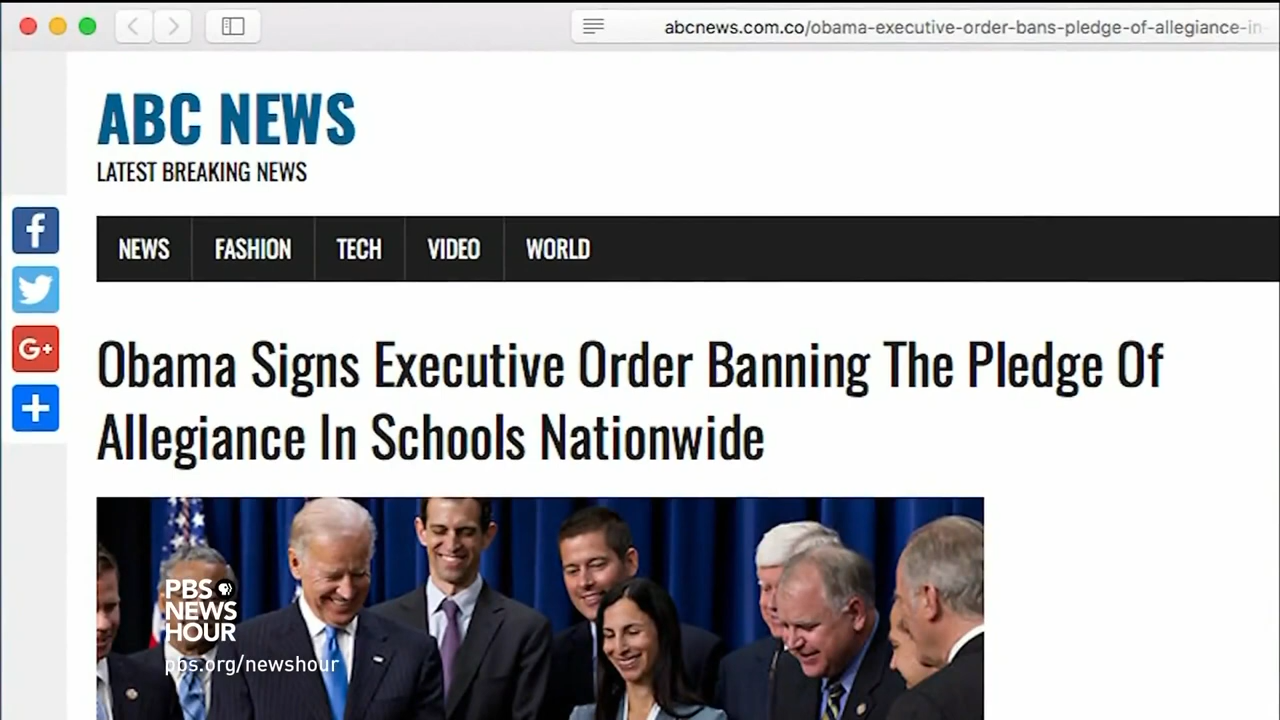 abcnews.com.co/obama-executive-order-bans-pledge-of-allegiance-in-
ABC NEWS
LATEST BREAKING NEWS
NEWS FASHION TECH VIDEO WORLD
f
G+
Obama Signs Executive Order Banning The Pledge Of
Allegiance In Schools Nationwide
PBS
NEWS
HOUR
pbs.org/newshour